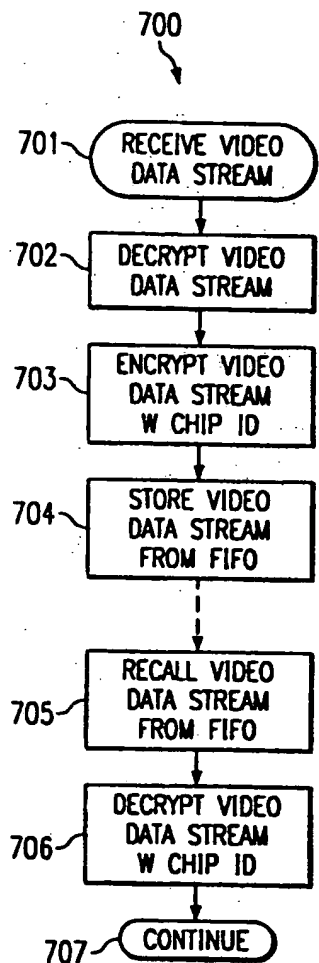 700
701
RECEIVE VIDEO
DATA STREAM
702
DECRYPT VIDEO
DATA STREAM
703
ENCRYPT VIDEO
DATA STREAM
W CHIP ID
704
STORE VIDEO
DATA STREAM
FROM FIFO
705
RECALL VIDEO
DATA STREAM
FROM FIFO
706
DECRYPT VIDEO
DATA STREAM
W CHIP ID
707
CONTINUE